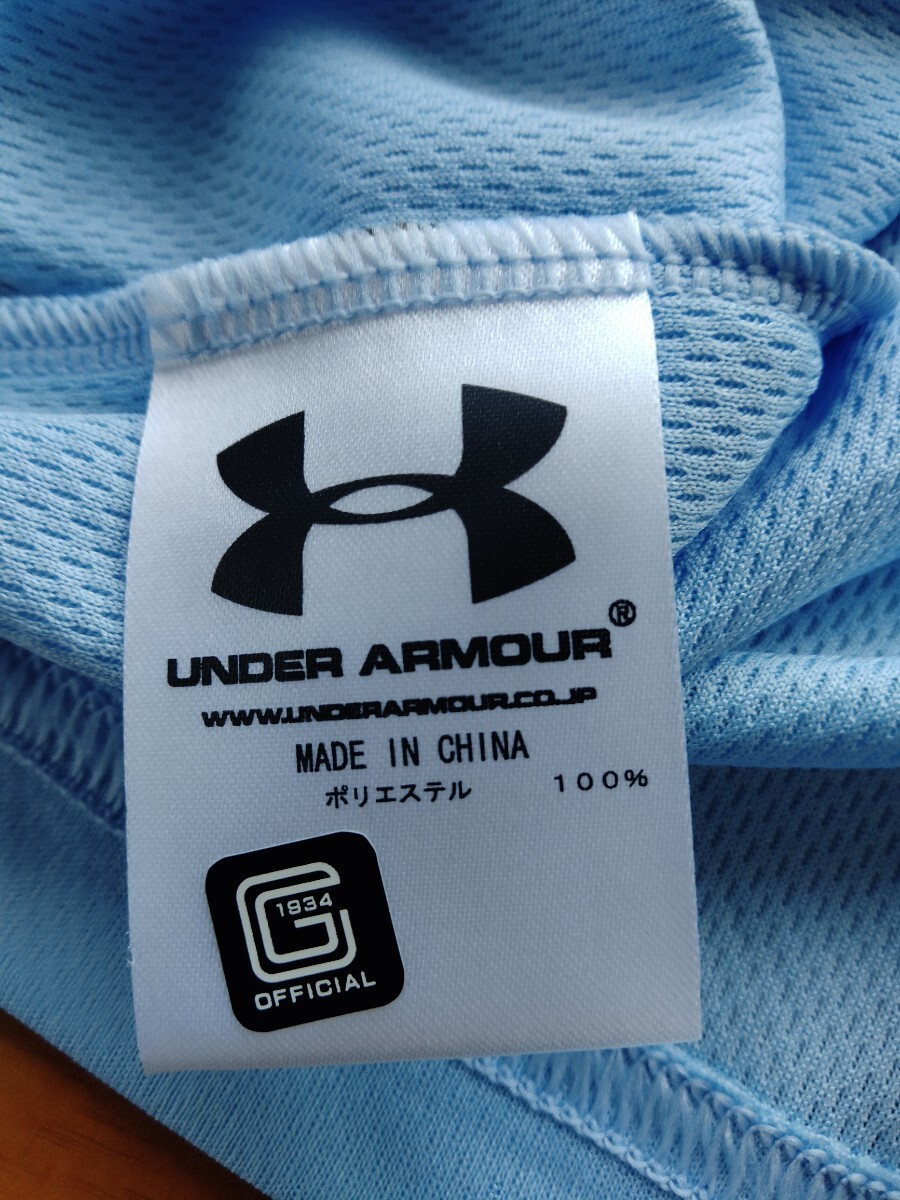 UNDER ARMOUR®
WWW.UNDERARMOUR.CO.JP
MADE IN CHINA
ポリエステル 100%
G
1934
OFFICIAL